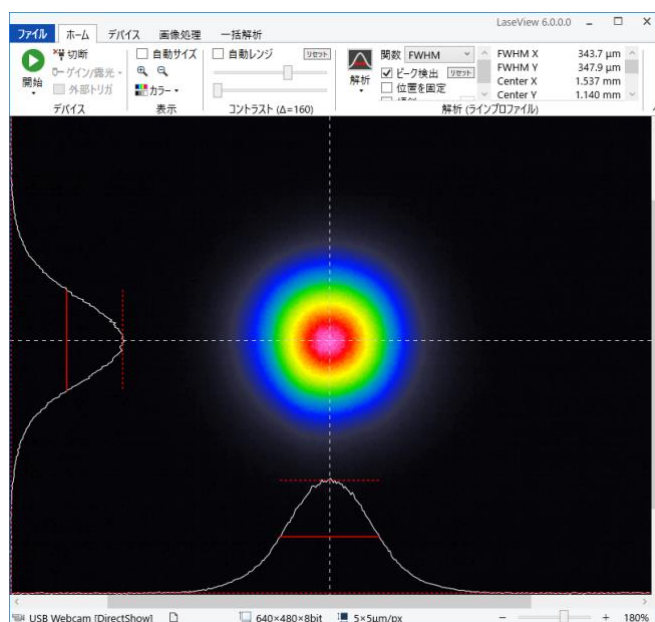 LaseView 6.0.0.0
ファイル ホーム デバイス 画像処理 一括解析
開始
切断
ゲイン/露光
外部トリガ
デバイス
自動サイズ
カラー
表示
自動レンジ リセット
コントラスト (Δ=160)
解析
関数 FWHM
ピーク検出 リセット
位置を固定
FWHM X 343.7 μm
FWHM Y 347.9 μm
Center X 1.537 mm
Center Y 1.140 mm
解析 (ラインプロファイル)
USB Webcam [DirectShow] 640×480×8bit 5×5μm/px 180%